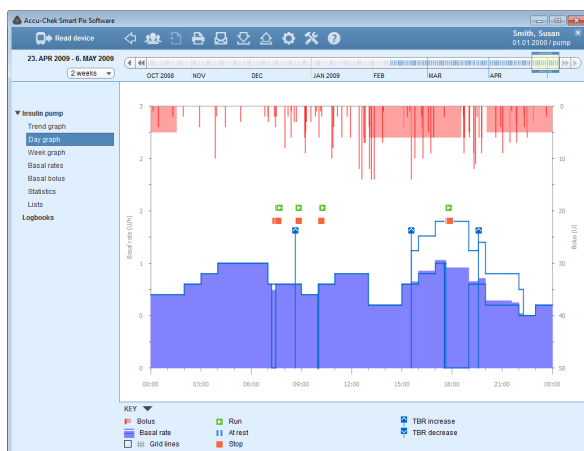 Accu-Chek Smart Pix Software
Read device
Smith, Susan
01.01.2000 / pump
23. APR 2009 - 6. MAY 2009
2 weeks
OCT 2008 NOV DEC JAN 2009 FEB MAR APR
Insulin pump
Trend graph
Day graph
Week graph
Basal rates
Basal bolus
Statistics
Lists
Logbooks
Basal rate (U/h)
3
2
2
1
0
0
Bolus (U)
0
10
20
30
40
50
00:00 03:00 06:00 09:00 12:00 15:00 18:00 21:00 00:00
KEY
Bolus Run TBR increase
Basal rate At rest TBR decrease
Grid lines Stop